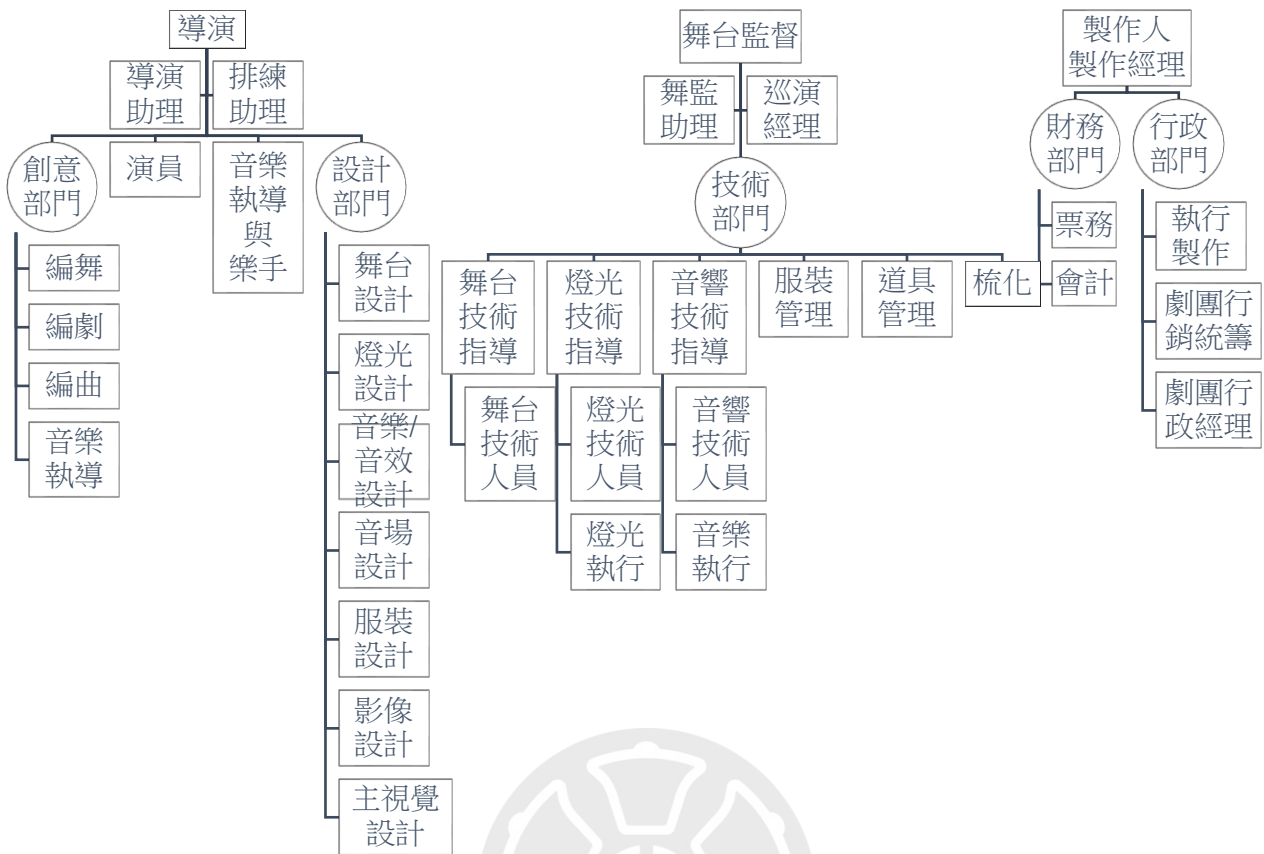 導演
導演
助理
排練
助理
創意
部門
演員
音樂
執導
與
樂手
設計
部門
編舞
編劇
編曲
音樂
執導
舞台
設計
燈光
設計
音樂/
音效
設計
音場
設計
服裝
設計
影像
設計
主視覺
設計
舞台監督
舞監
助理
巡演
經理
技術
部門
舞台
技術
指導
燈光
技術
指導
音響
技術
指導
服裝
管理
道具
管理
梳化
舞台
技術
人員
燈光
技術
人員
燈光
執行
音響
技術
人員
音樂
執行
製作人
製作經理
財務
部門
行政
部門
票務
會計
執行
製作
劇團行
銷統籌
劇團行
政經理